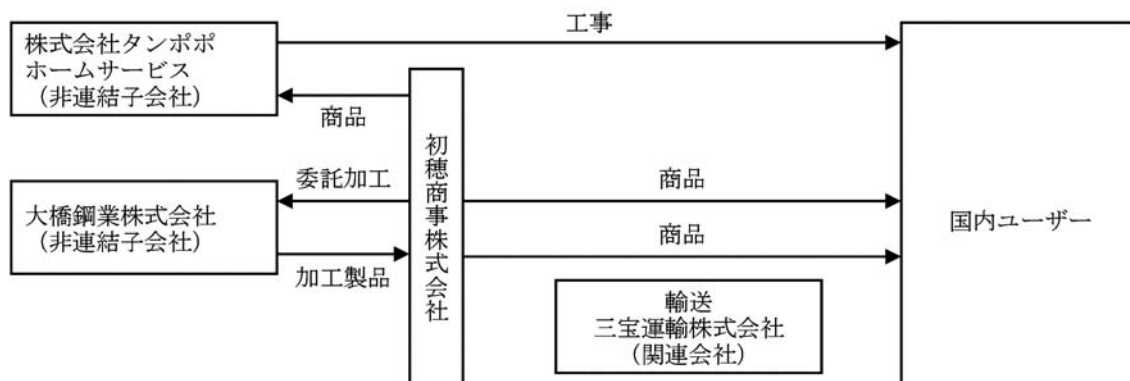 工事
株式会社タンポポ
ホームサービス
（非連結子会社）
商品
初穂商事株式会社
委託加工
商品
大橋鋼業株式会社
（非連結子会社）
商品
国内ユーザー
加工製品
輸送
三宝運輸株式会社
（関連会社）